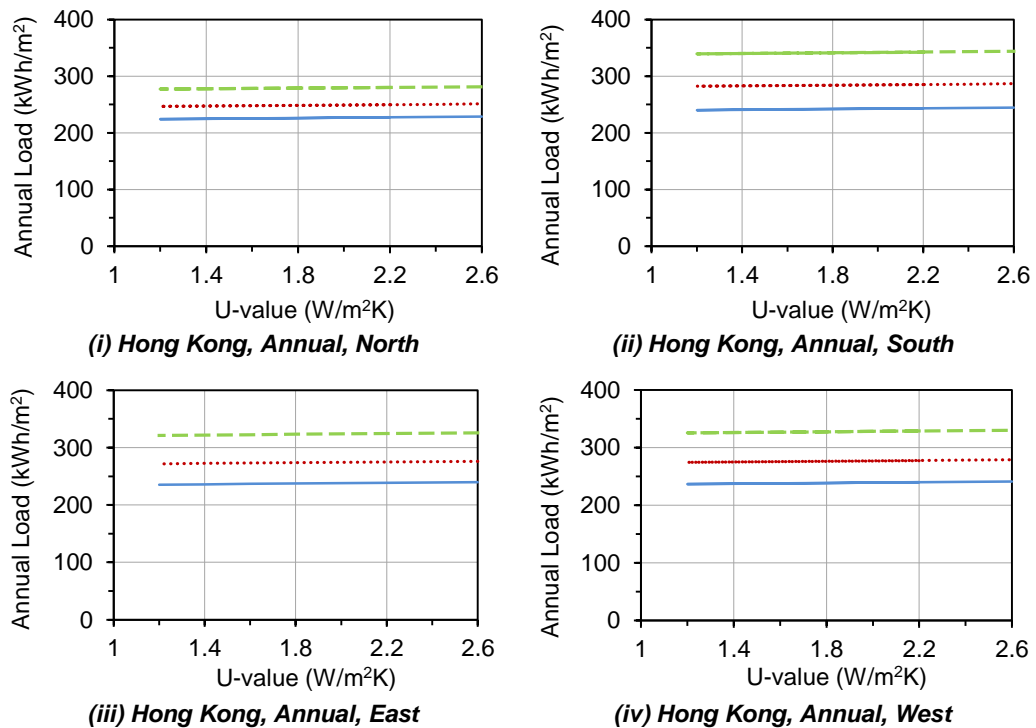 400
300
200
100
0
Annual Load (kWh/m²)
1 1.4 1.8 2.2 2.6
U-value (W/m²K)
(i) Hong Kong, Annual, North
400
300
200
100
0
Annual Load (kWh/m²)
1 1.4 1.8 2.2 2.6
U-value (W/m²K)
(ii) Hong Kong, Annual, South
400
300
200
100
0
Annual Load (kWh/m²)
1 1.4 1.8 2.2 2.6
U-value (W/m²K)
(iii) Hong Kong, Annual, East
400
300
200
100
0
Annual Load (kWh/m²)
1 1.4 1.8 2.2 2.6
U-value (W/m²K)
(iv) Hong Kong, Annual, West